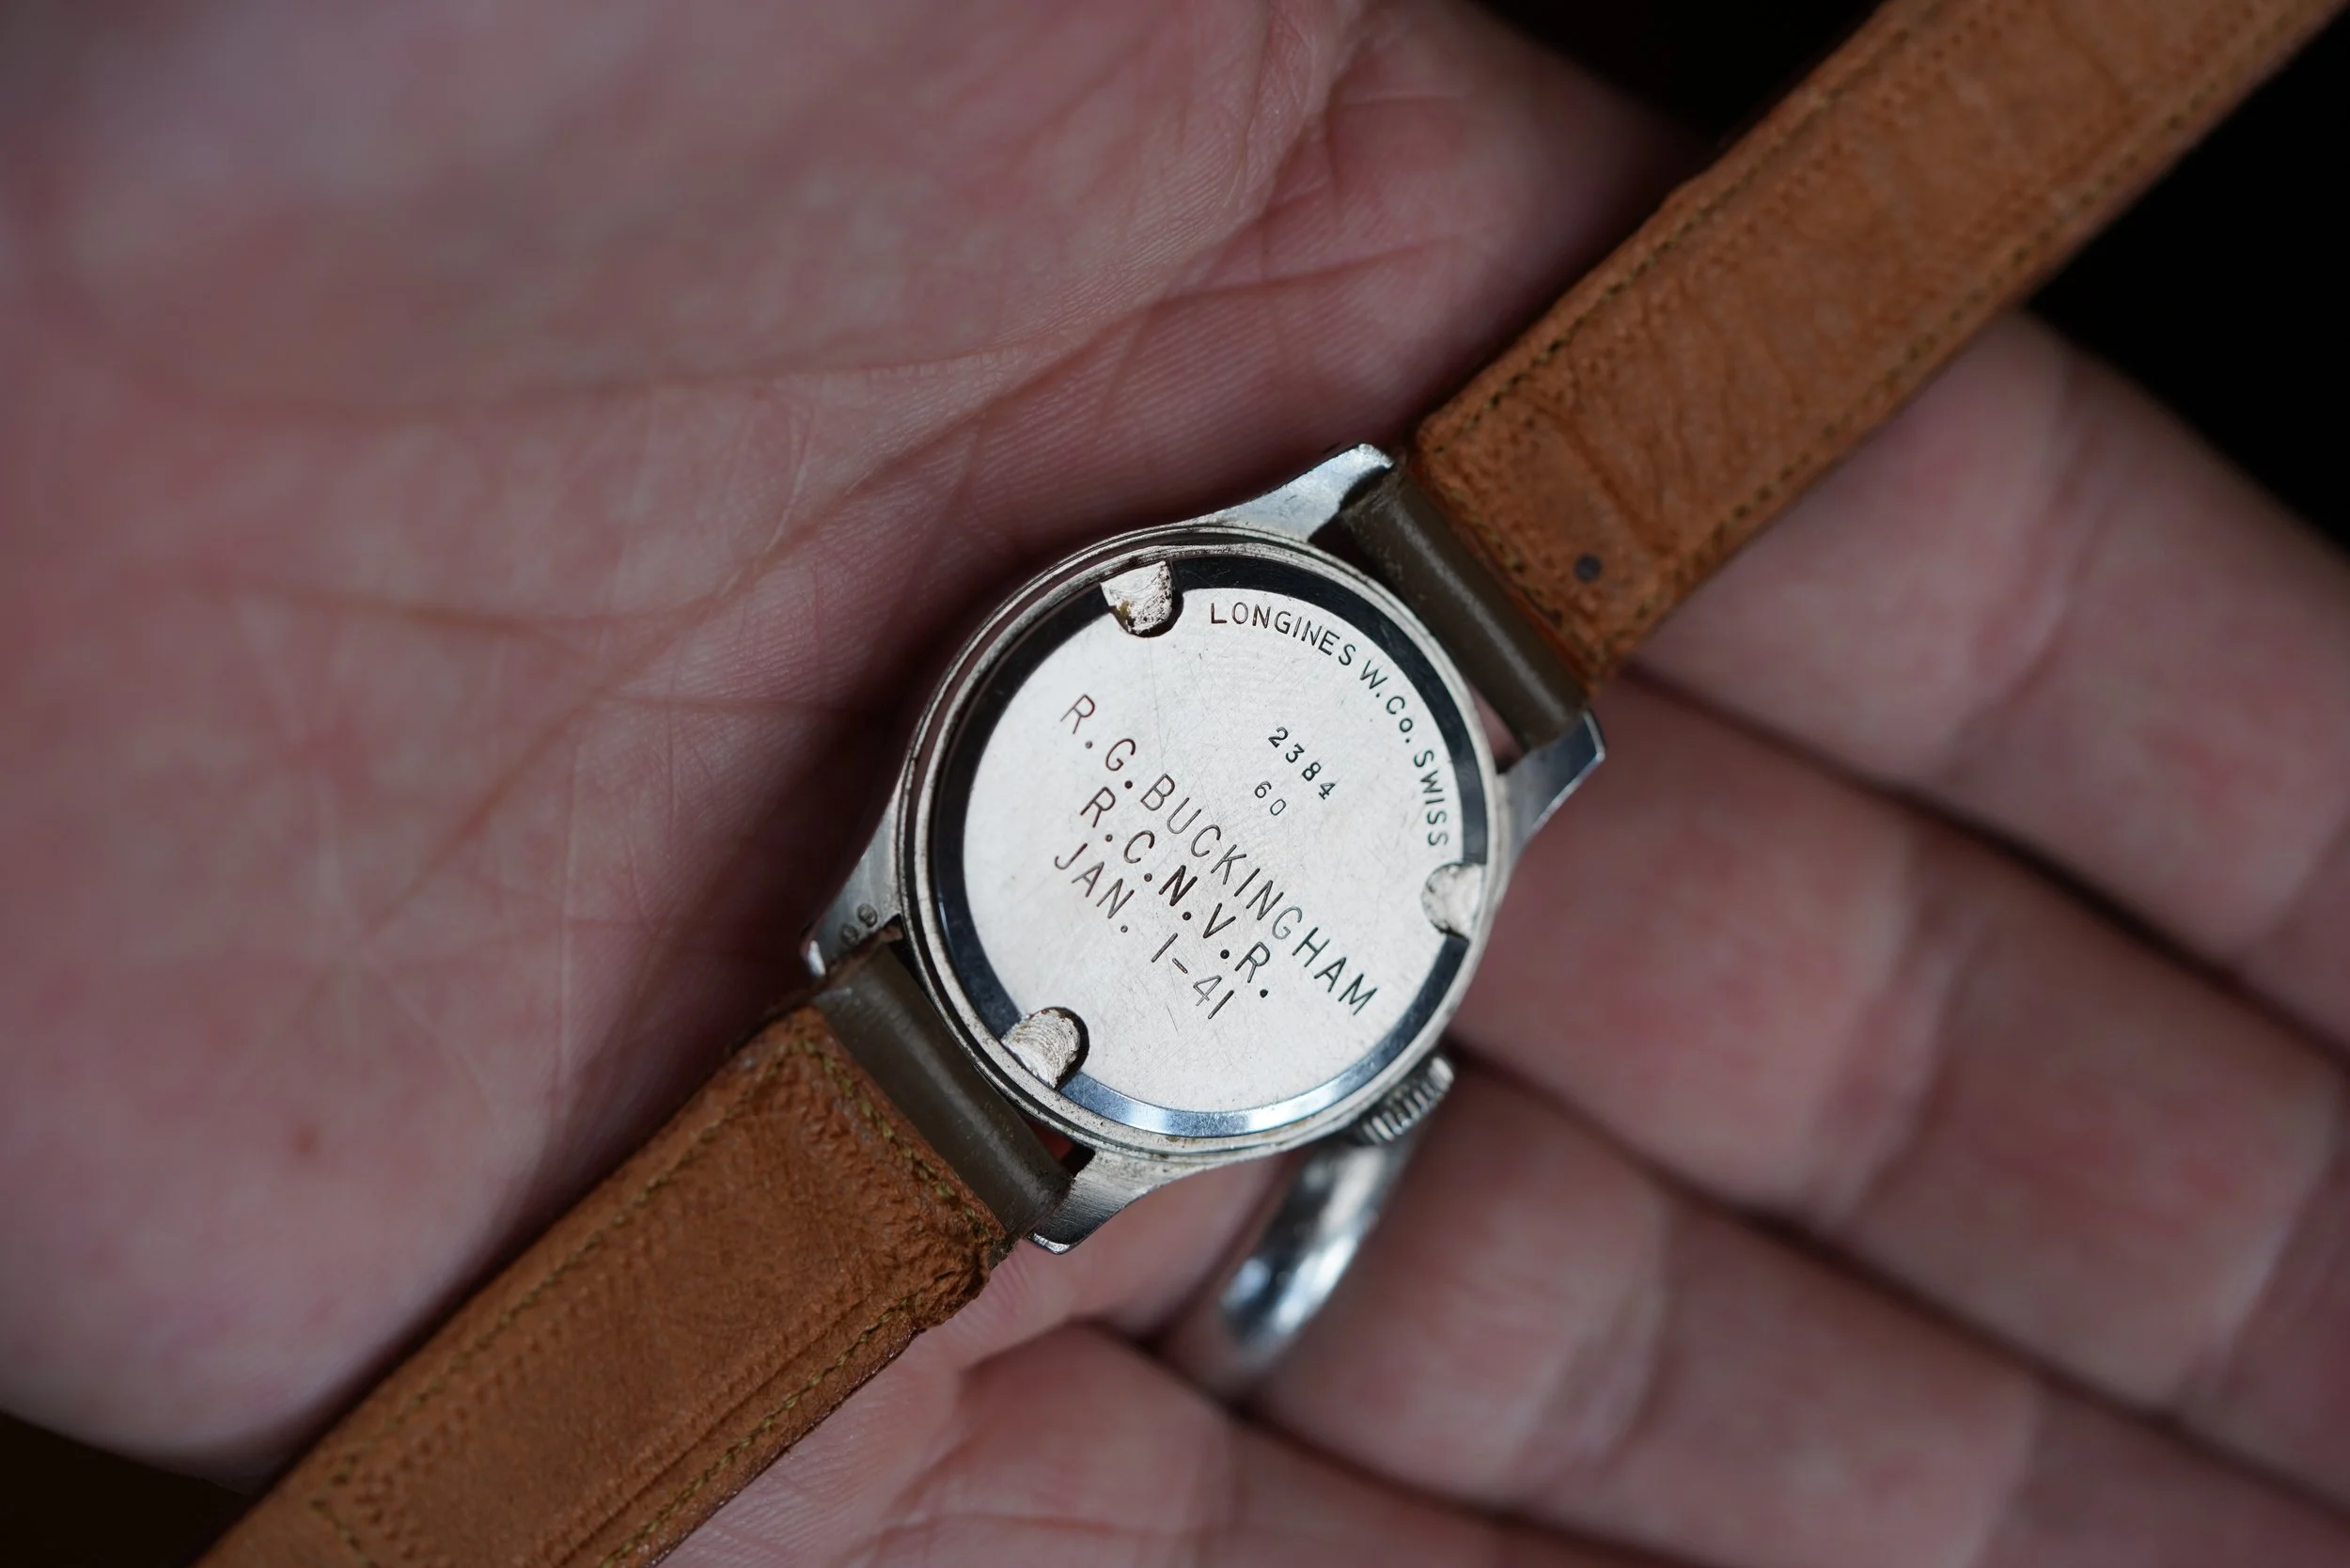 LONGINES W.Co. SWISS
2384
60
R.G.BUCKINGHAM
R.C.N.V.R.
JAN. 1-41